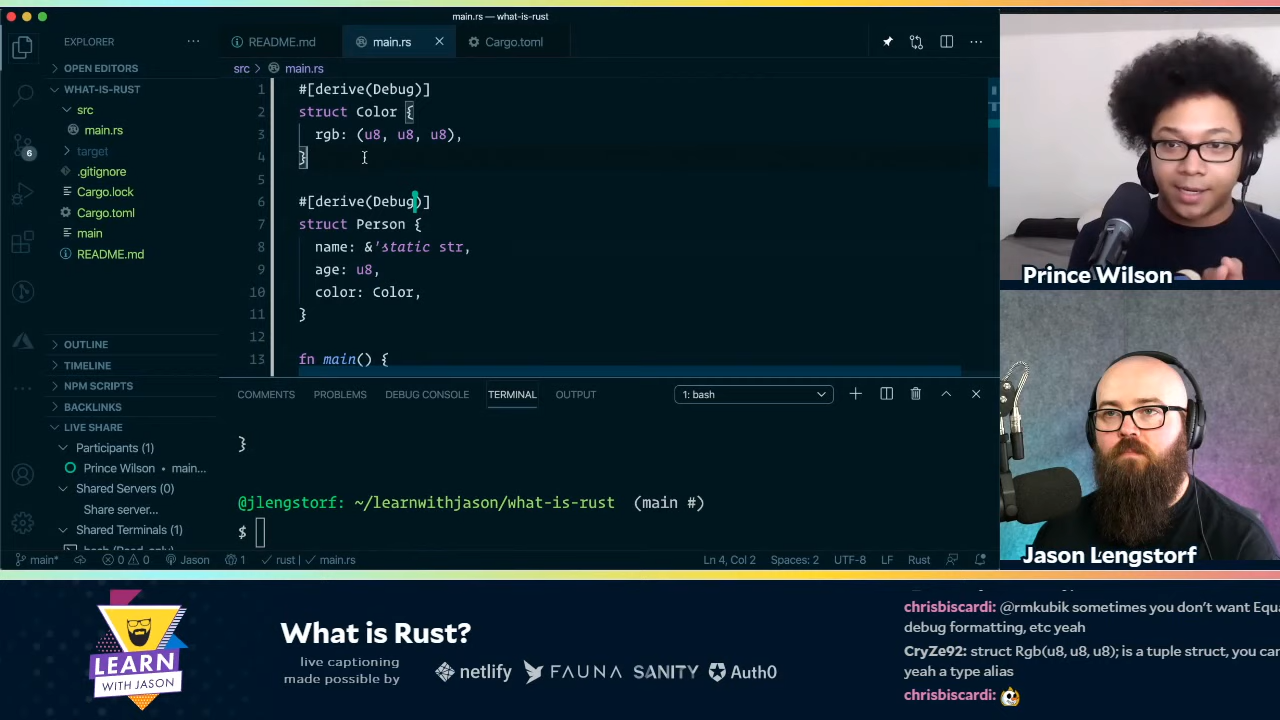 main.rs — what-is-rust
EXPLORER
OPEN EDITORS
WHAT-IS-RUST
src
main.rs
target
.gitignore
Cargo.lock
Cargo.toml
main
README.md
OUTLINE
TIMELINE
NPM SCRIPTS
BACKLINKS
LIVE SHARE
Participants (1)
Prince Wilson • main...
Shared Servers (0)
Share server...
Shared Terminals (1)
6
README.md
main.rs
Cargo.toml
src > main.rs
1 #[derive(Debug)]
2 struct Color {
3 rgb: (u8, u8, u8),
4 }
5
6 #[derive(Debug)]
7 struct Person {
8 name: &'static str,
9 age: u8,
10 color: Color,
11 }
12
13 fn main() {
COMMENTS PROBLEMS DEBUG CONSOLE TERMINAL OUTPUT 1: bash
}
@jlengstorf: ~/learnwithjason/what-is-rust (main #)
$
main* 0 0 Jason 1 rust | main.rs Ln 4, Col 2 Spaces: 2 UTF-8 LF Rust
Prince Wilson
Jason Lengstorf
LEARN
WITH JASON
What is Rust?
live captioning
made possible by
netlify FAUNA SANITY Auth0
chrisbiscardi: @rmkubik sometimes you don't want Equa
debug formatting, etc yeah
CryZe92: struct Rgb(u8, u8, u8); is a tuple struct, you can
yeah a type alias
chrisbiscardi: